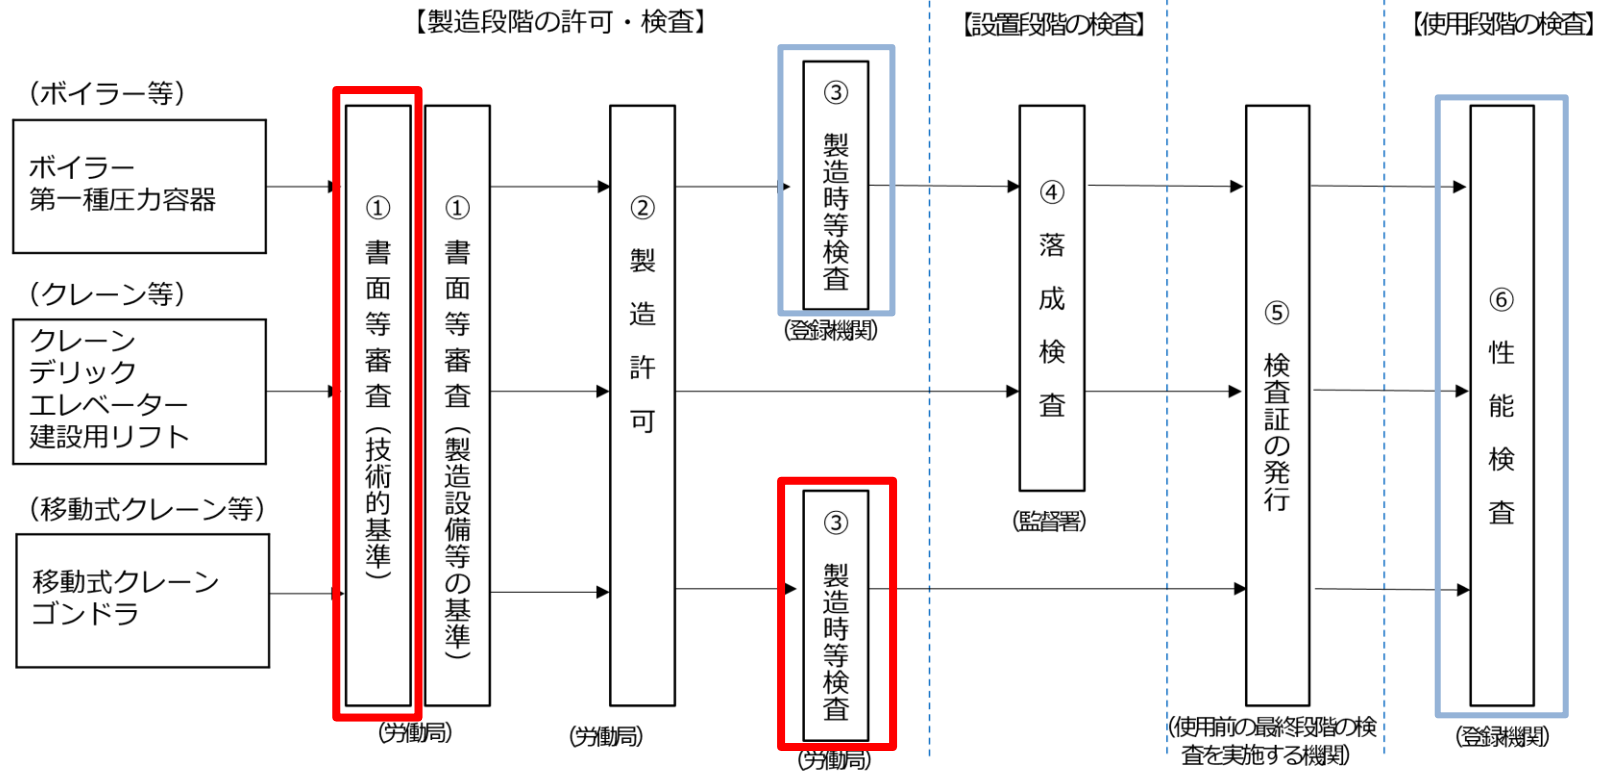 【製造段階の許可・検査】
【設置段階の検査】
【使用段階の検査】
（ボイラー等）
ボイラー
第一種圧力容器
（クレーン等）
クレーン
デリック
エレベーター
建設用リフト
（移動式クレーン等）
移動式クレーン
ゴンドラ
①書面等審査（技術的基準）
①書面等審査（製造設備等の基準）
（労働局）
②製造許可
（労働局）
③製造時等検査
（登録機関）
③製造時等検査
（労働局）
④落成検査
（監督署）
⑤検査証の発行
（使用前の最終段階の検
査を実施する機関）
⑥性能検査
（登録機関）